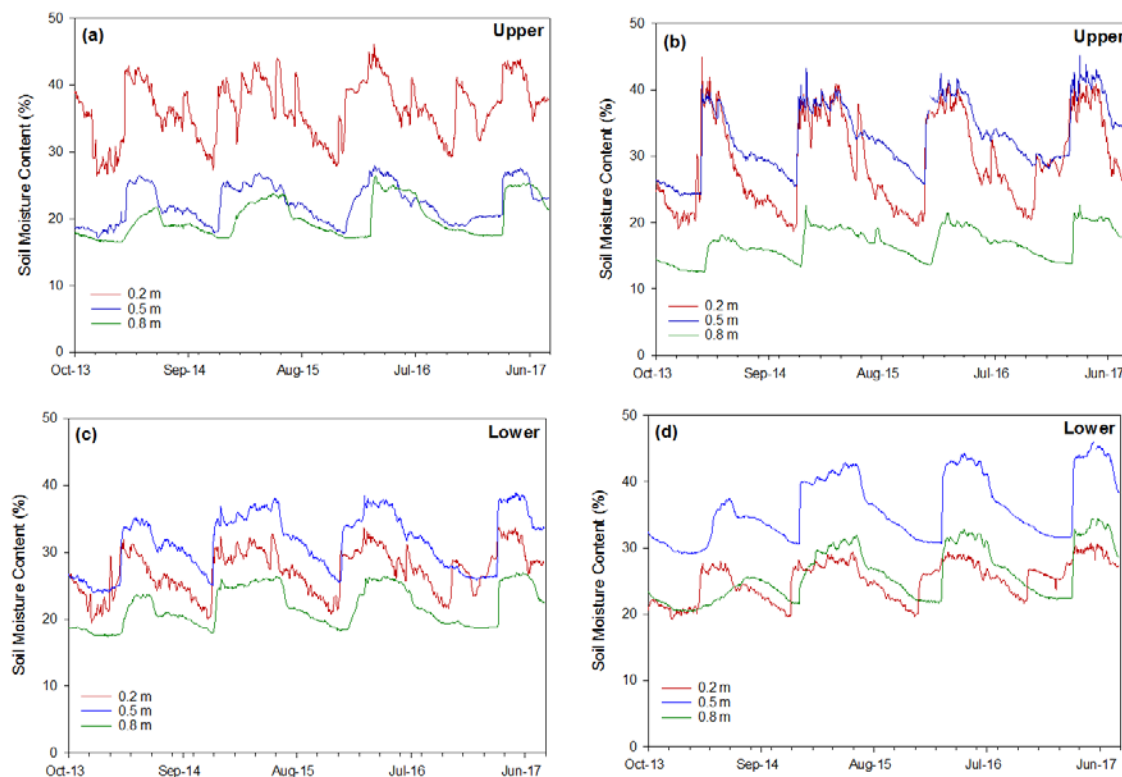 (a) Upper
Soil Moisture Content (%)
50
40
30
20
10
0
0.2 m
0.5 m
0.8 m
Oct-13 Sep-14 Aug-15 Jul-16 Jun-17
(b) Upper
Soil Moisture Content (%)
50
40
30
20
10
0
0.2 m
0.5 m
0.8 m
Oct-13 Sep-14 Aug-15 Jul-16 Jun-17
(c) Lower
Soil Moisture Content (%)
50
40
30
20
10
0
0.2 m
0.5 m
0.8 m
Oct-13 Sep-14 Aug-15 Jul-16 Jun-17
(d) Lower
Soil Moisture Content (%)
50
40
30
20
10
0
0.2 m
0.5 m
0.8 m
Oct-13 Sep-14 Aug-15 Jul-16 Jun-17